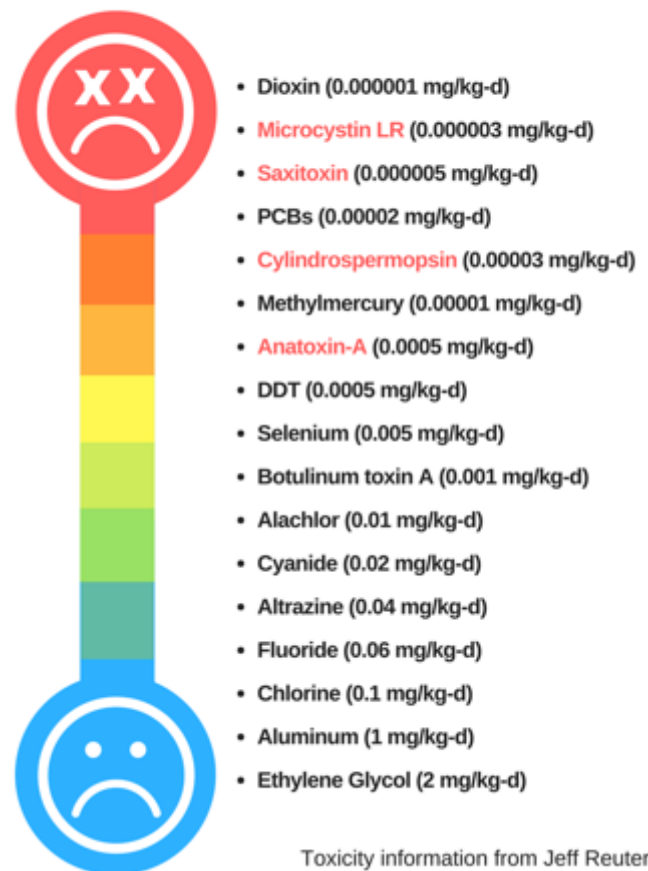 • Dioxin (0.000001 mg/kg-d)
• Microcystin LR (0.000003 mg/kg-d)
• Saxitoxin (0.000005 mg/kg-d)
• PCBs (0.00002 mg/kg-d)
• Cylindrospermopsin (0.00003 mg/kg-d)
• Methylmercury (0.00001 mg/kg-d)
• Anatoxin-A (0.0005 mg/kg-d)
• DDT (0.0005 mg/kg-d)
• Selenium (0.005 mg/kg-d)
• Botulinum toxin A (0.001 mg/kg-d)
• Alachlor (0.01 mg/kg-d)
• Cyanide (0.02 mg/kg-d)
• Altrazine (0.04 mg/kg-d)
• Fluoride (0.06 mg/kg-d)
• Chlorine (0.1 mg/kg-d)
• Aluminum (1 mg/kg-d)
• Ethylene Glycol (2 mg/kg-d)
Toxicity information from Jeff Reuter